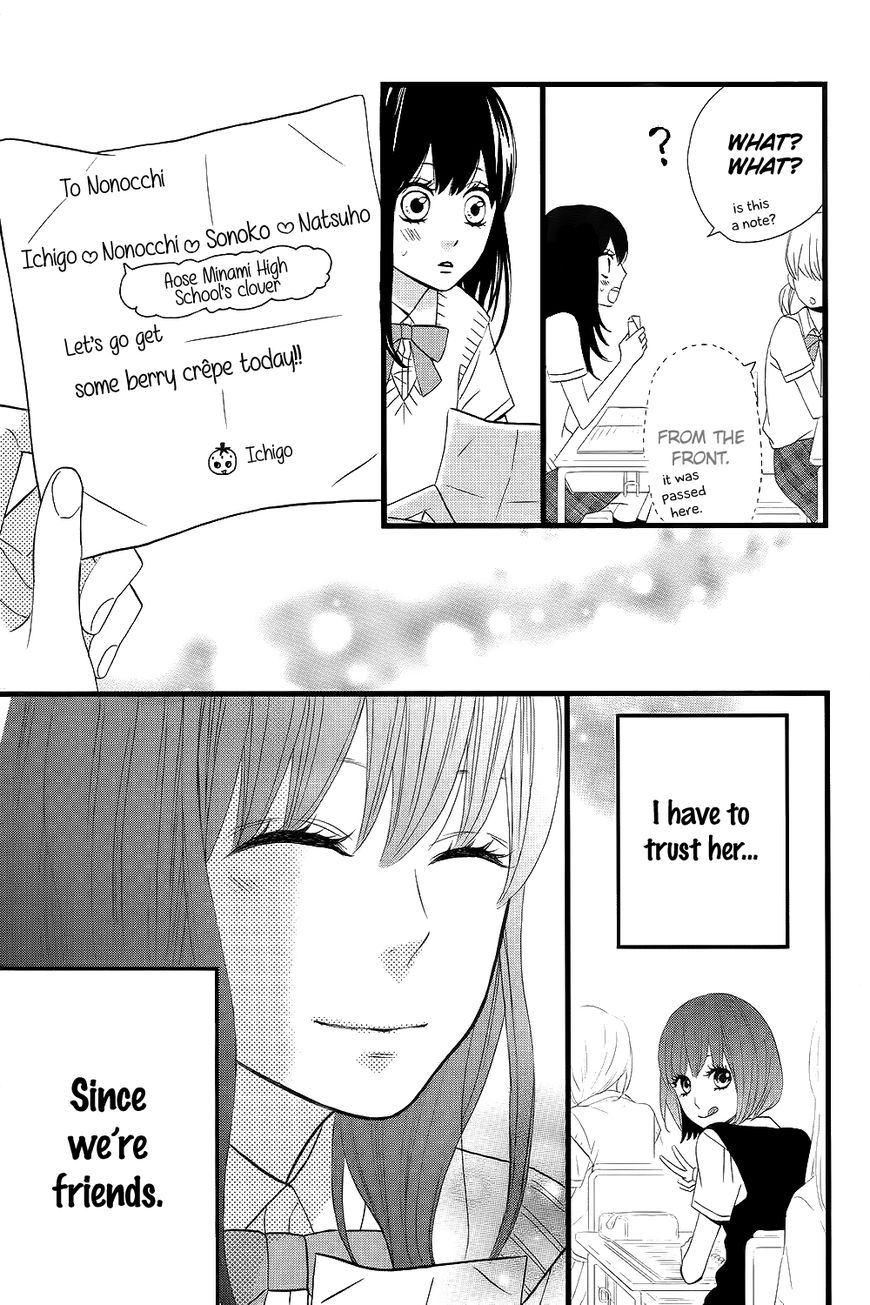 WHAT?
WHAT?
is this
a note?
FROM THE
FRONT.
it was
passed
here.
?
To Nonocchi
Ichigo ♡ Nonocchi ♡ Sonoko ♡ Natsuho
Aose Minami High
School's clover
Let's go get
some berry crêpe today!!
Ichigo
I have to
trust her...
Since
we're
friends.